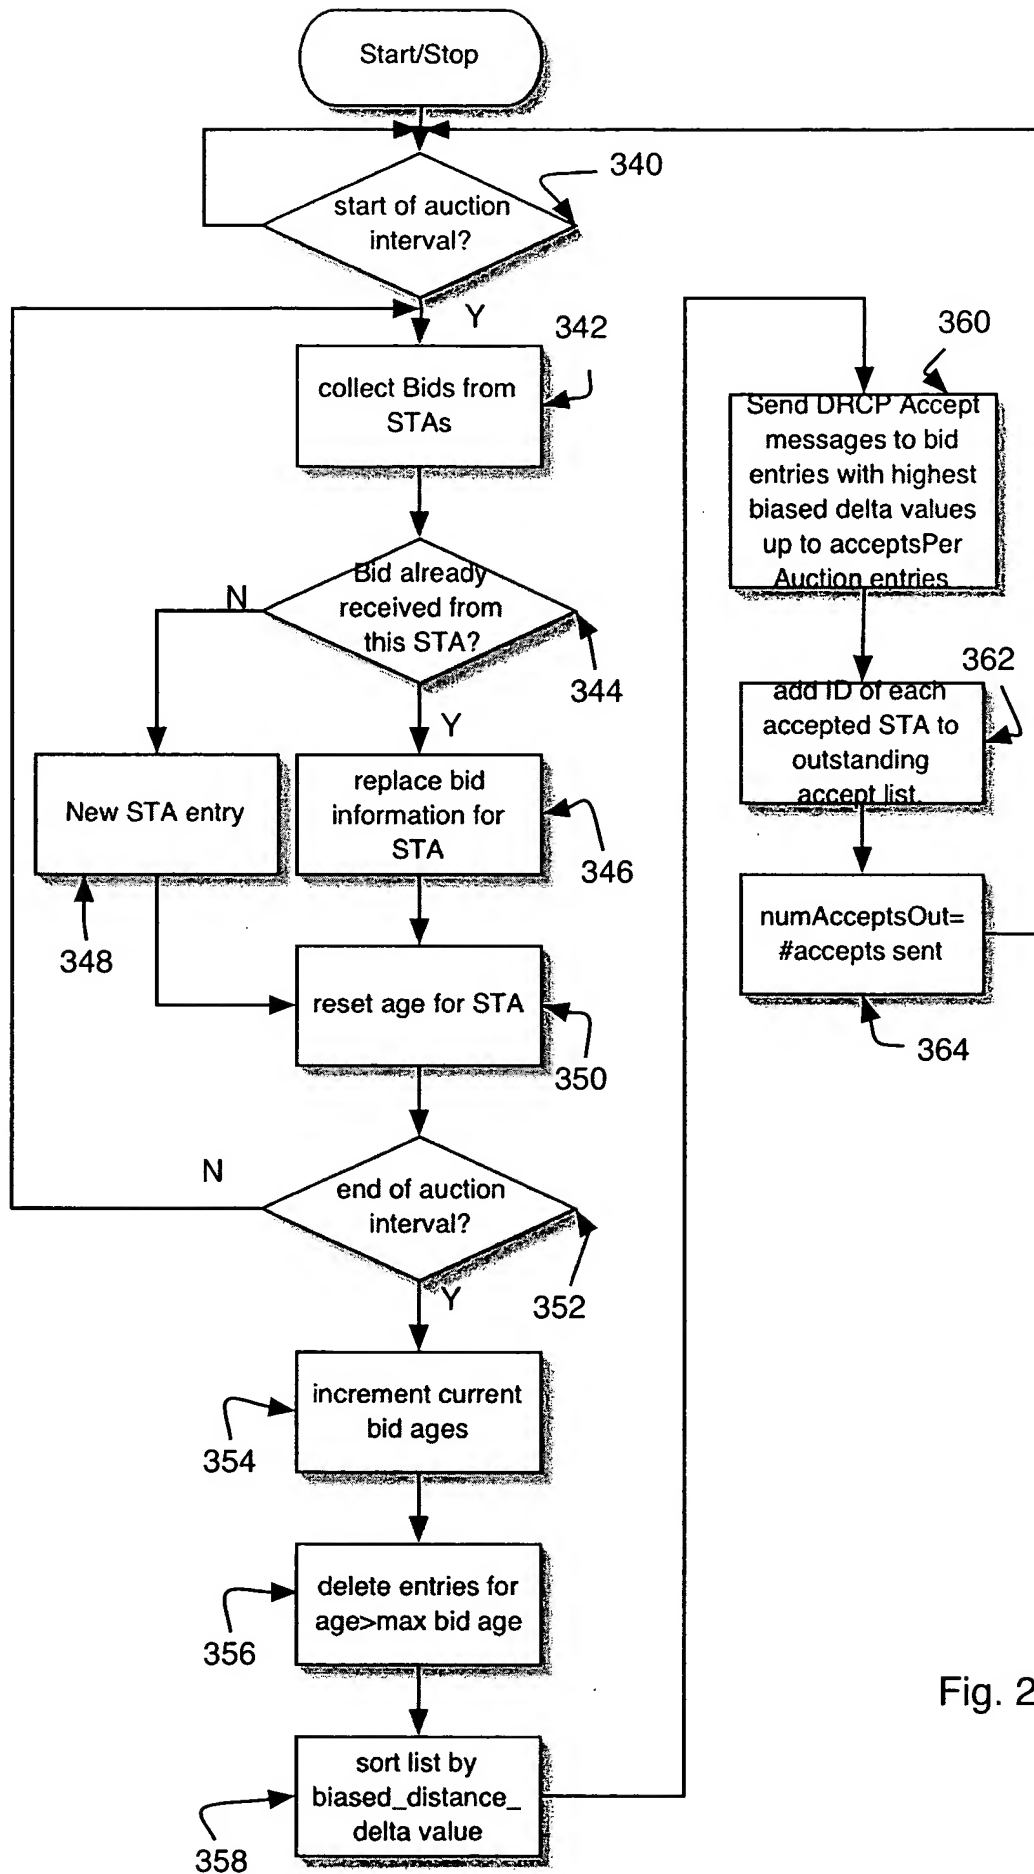 Start/Stop
340
start of auction
interval?
Y
342
collect Bids from
STAs
N
Bid already
received from
this STA?
344
Y
New STA entry
348
replace bid
information for
STA
346
reset age for STA
350
N
end of auction
interval?
352
Y
increment current
bid ages
354
delete entries for
age>max bid age
356
sort list by
biased_distance_
delta value
358
360
Send DRCP Accept
messages to bid
entries with highest
biased delta values
up to acceptsPer
Auction entries
362
add ID of each
accepted STA to
outstanding
accept list.
numAcceptsOut=
#accepts sent
364
Fig. 2